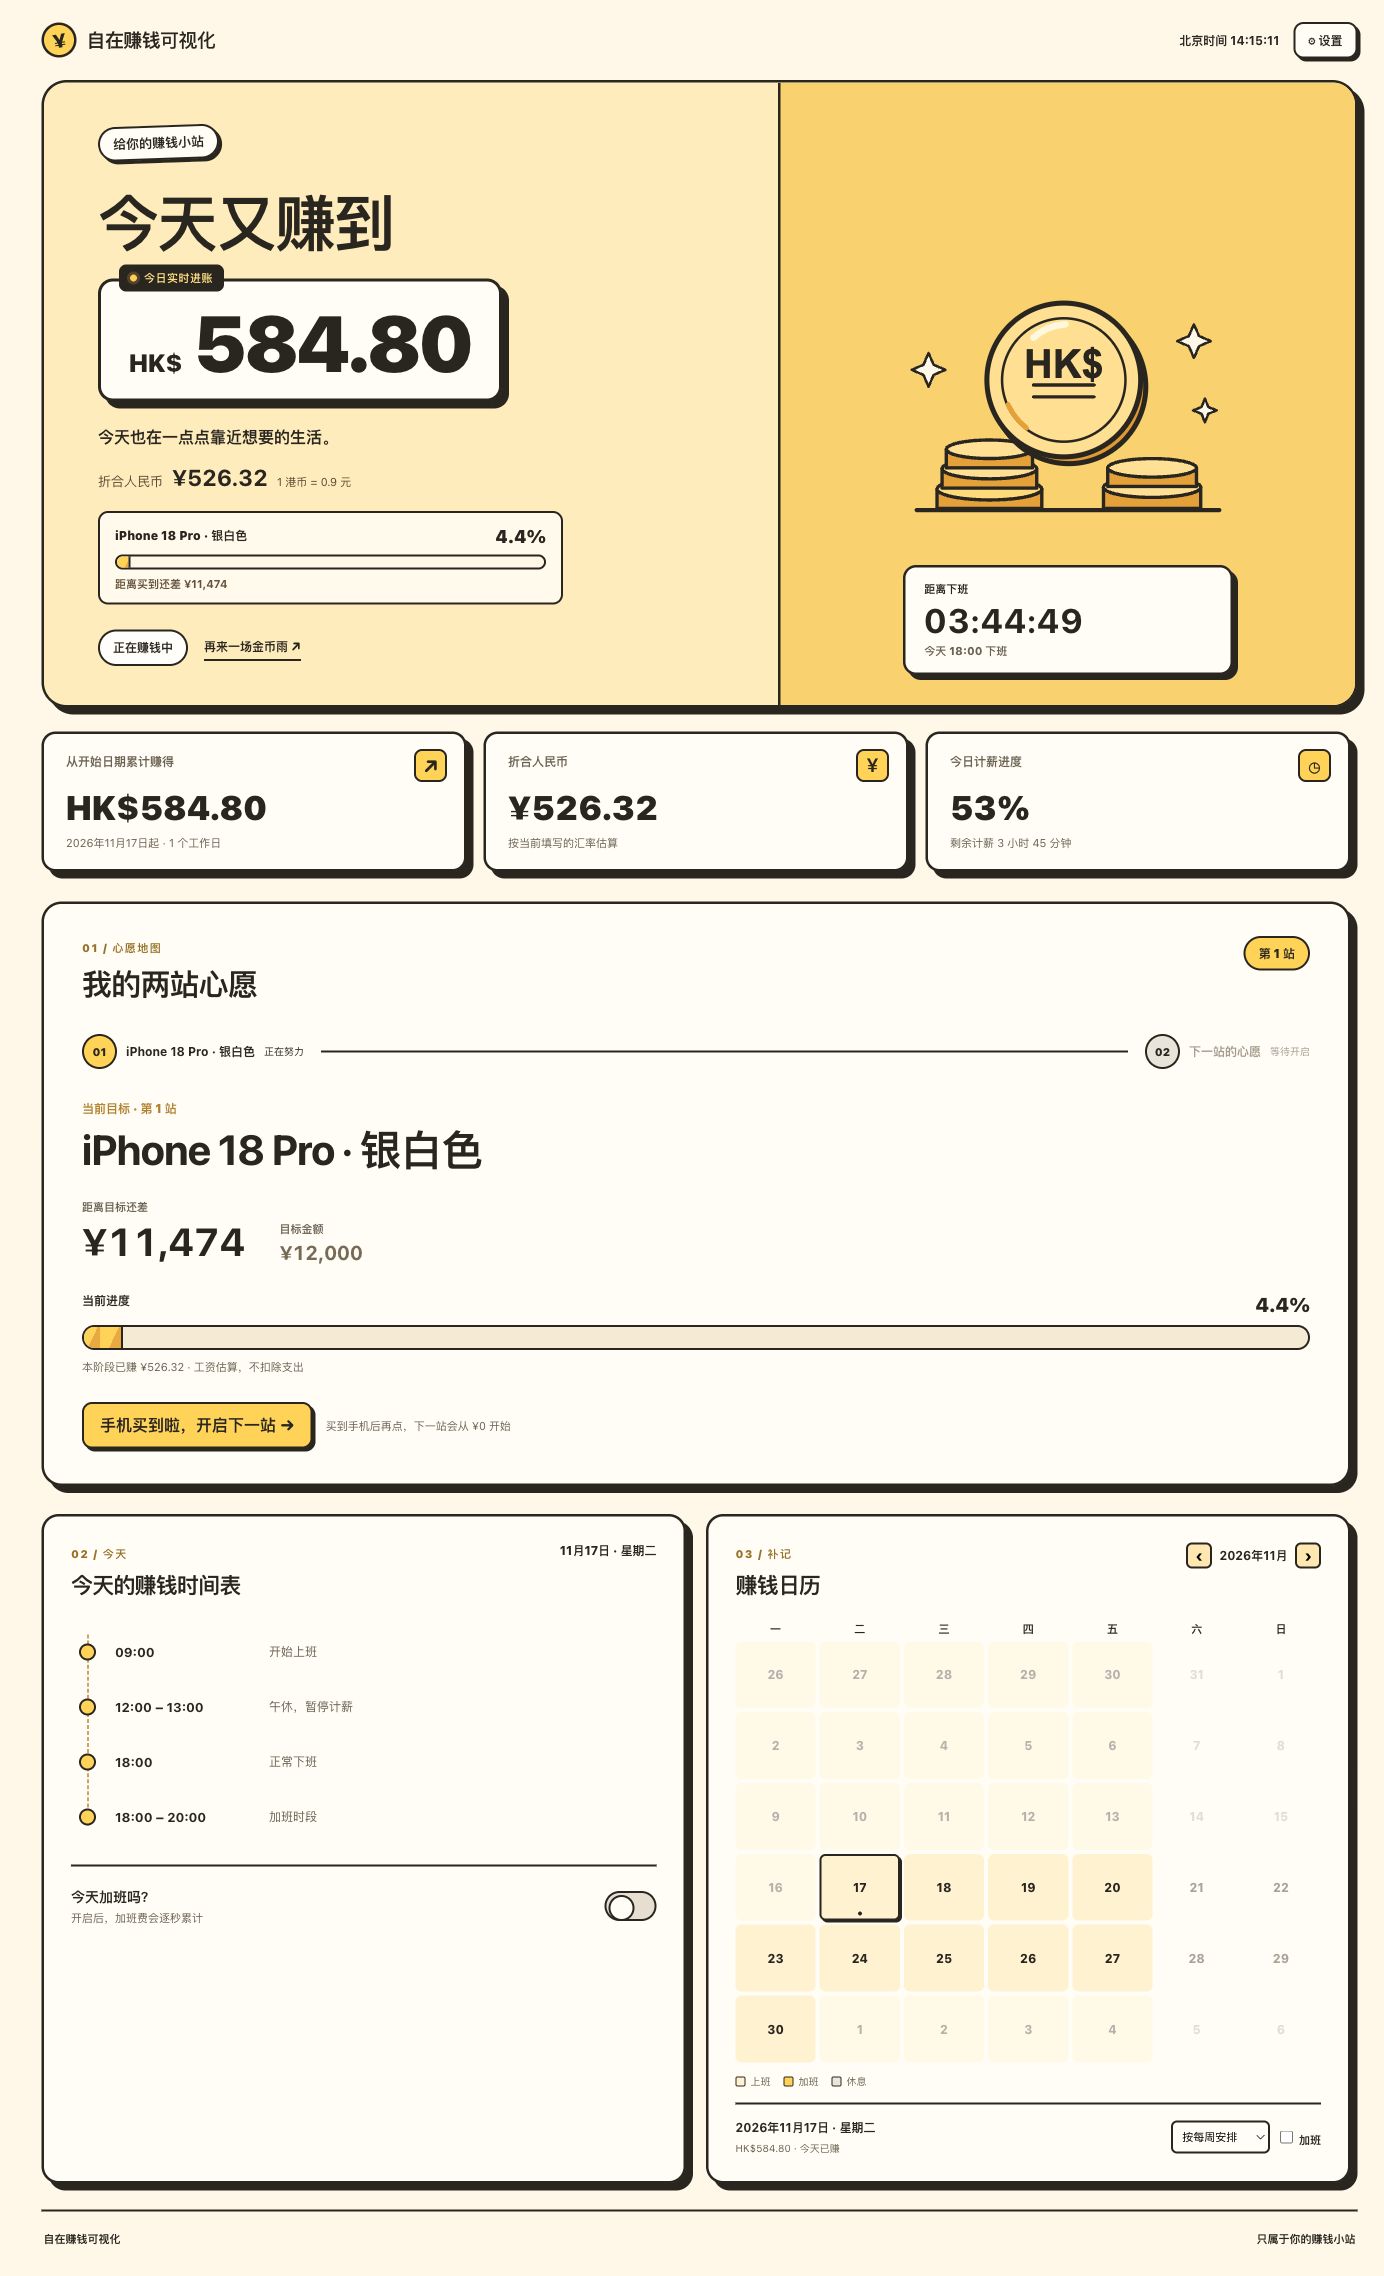 ¥ 自在赚钱可视化
北京时间 14:15:11
⚙ 设置
给你的赚钱小站
今天又赚到
今日实时进账
HK$ 584.80
今天也在一点点靠近想要的生活。
折合人民币 ¥526.32 1 港币 = 0.9 元
iPhone 18 Pro · 银白色 4.4%
距离买到还差 ¥11,474
正在赚钱中 再来一场金币雨 ↗
HK$
距离下班
03:44:49
今天 18:00 下班
从开始日期累计赚得 ↗
HK$584.80
2026年11月17日起 · 1 个工作日
折合人民币 ¥
¥526.32
按当前填写的汇率估算
今日计薪进度 ◷
53%
剩余计薪 3 小时 45 分钟
01 / 心愿地图
我的两站心愿
第 1 站
01 iPhone 18 Pro · 银白色 正在努力
02 下一站的心愿 等待开启
当前目标 · 第 1 站
iPhone 18 Pro · 银白色
距离目标还差
¥11,474
目标金额
¥12,000
当前进度 4.4%
本阶段已赚 ¥526.32 · 工资估算，不扣除支出
手机买到啦，开启下一站 →
买到手机后再点，下一站会从 ¥0 开始
02 / 今天
今天的赚钱时间表
11月17日 · 星期二
09:00 开始上班
12:00 – 13:00 午休，暂停计薪
18:00 正常下班
18:00 – 20:00 加班时段
今天加班吗?
开启后，加班费会逐秒累计
03 / 补记
赚钱日历
‹ 2026年11月 ›
一 二 三 四 五 六 日
26 27 28 29 30 31 1
2 3 4 5 6 7 8
9 10 11 12 13 14 15
16 17 18 19 20 21 22
23 24 25 26 27 28 29
30 1 2 3 4 5 6
上班 加班 休息
2026年11月17日 · 星期二
HK$584.80 · 今天已赚
按每周安排
加班
自在赚钱可视化
只属于你的赚钱小站